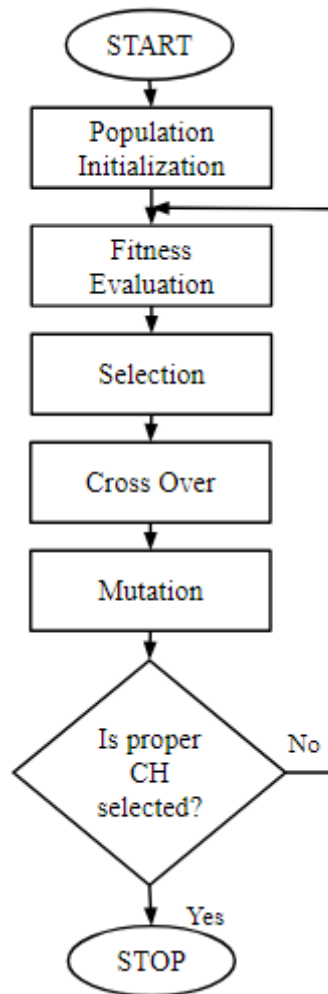 START
Population
Initialization
Fitness
Evaluation
Selection
Cross Over
Mutation
Is proper
CH
selected?
No
Yes
STOP